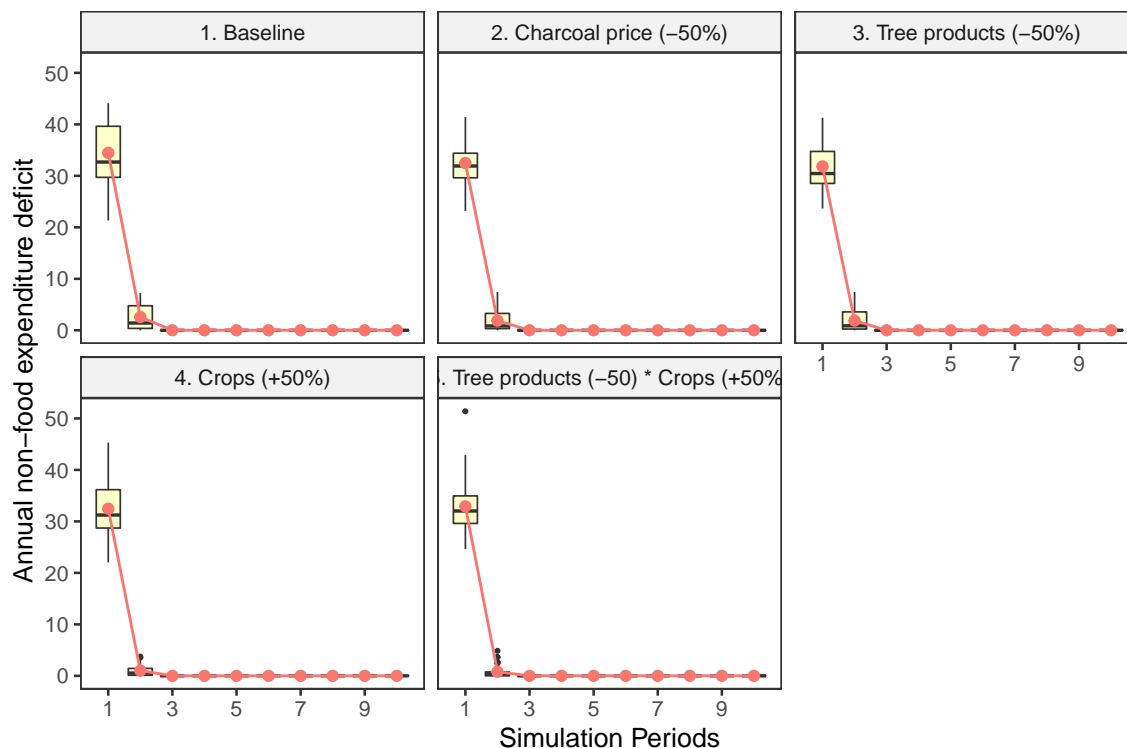 1. Baseline
2. Charcoal price (−50%)
3. Tree products (−50%)
50
40
30
20
10
0
1 3 5 7 9
4. Crops (+50%)
. Tree products (−50) * Crops (+50%
50
40
30
20
10
0
1 3 5 7 9
1 3 5 7 9
Annual non−food expenditure deficit
Simulation Periods